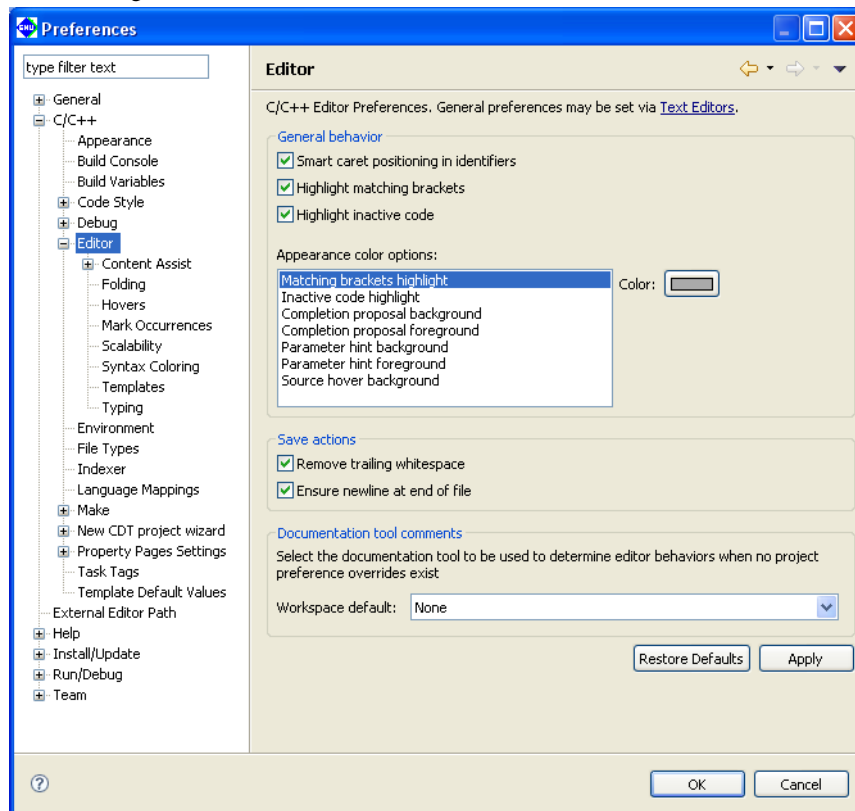 GNU Preferences
type filter text
General
C/C++
Appearance
Build Console
Build Variables
Code Style
Debug
Editor
Content Assist
Folding
Hovers
Mark Occurrences
Scalability
Syntax Coloring
Templates
Typing
Environment
File Types
Indexer
Language Mappings
Make
New CDT project wizard
Property Pages Settings
Task Tags
Template Default Values
External Editor Path
Help
Install/Update
Run/Debug
Team
Editor
C/C++ Editor Preferences. General preferences may be set via Text Editors.
General behavior
Smart caret positioning in identifiers
Highlight matching brackets
Highlight inactive code
Appearance color options:
Matching brackets highlight
Inactive code highlight
Completion proposal background
Completion proposal foreground
Parameter hint background
Parameter hint foreground
Source hover background
Color:
Save actions
Remove trailing whitespace
Ensure newline at end of file
Documentation tool comments
Select the documentation tool to be used to determine editor behaviors when no project
preference overrides exist
Workspace default: None
Restore Defaults Apply
? OK Cancel